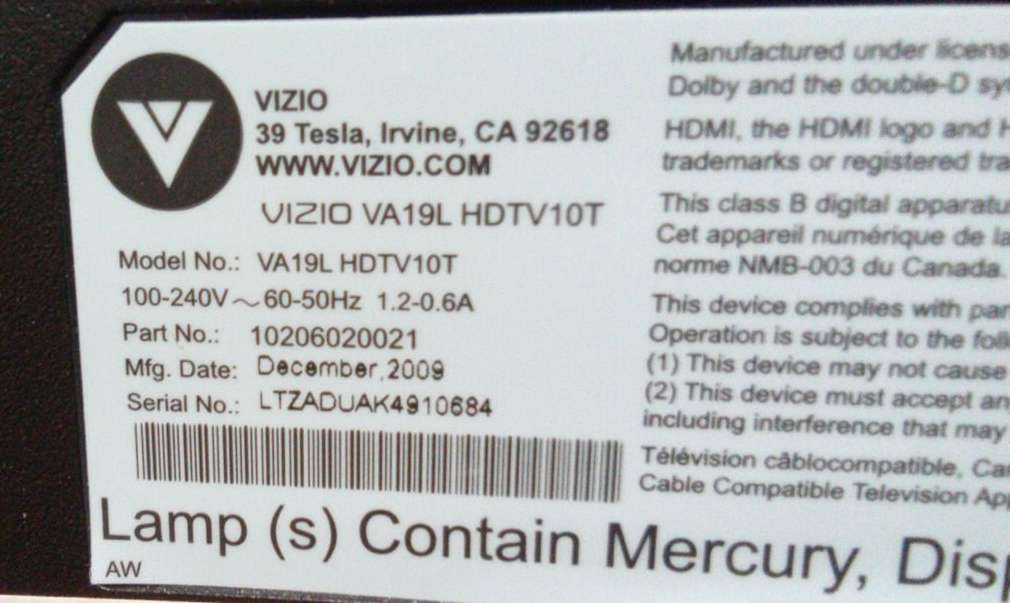 VIZIO
39 Tesla, Irvine, CA 92618
WWW.VIZIO.COM
VIZIO VA19L HDTV10T
Model No.: VA19L HDTV10T
100-240V～60-50Hz 1.2-0.6A
Part No.: 10206020021
Mfg. Date: December,2009
Serial No.: LTZADUAK4910684
Manufactured under
Dolby and the double-D
HDMI, the HDMI logo and
trademarks or registered
This class B digital
Cet appareil numérique de
norme NMB-003 du Canada.
This device complies with
Operation is subject to the
(1) This device may not cause
(2) This device must accept
including interference that may
Télévision câblocompatible,
Cable Compatible Television
Lamp (s) Contain Mercury,
AW